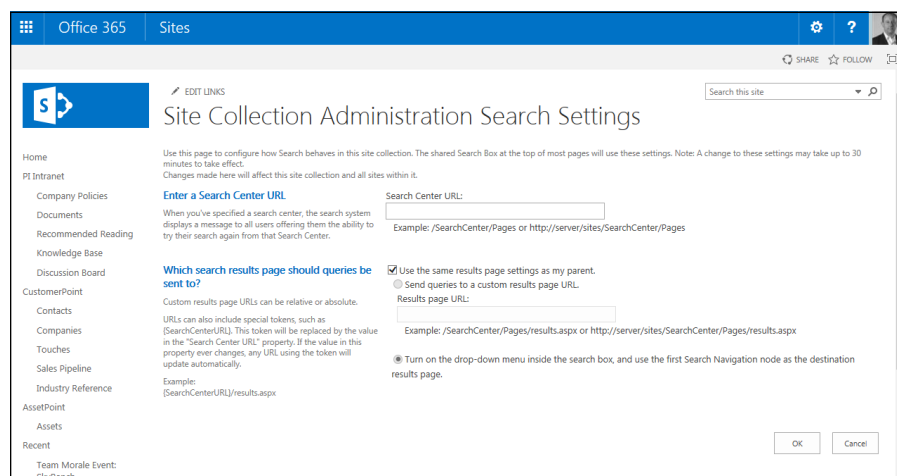 Office 365
Sites
?
SHARE
FOLLOW
S
EDIT LINKS
Search this site
Site Collection Administration Search Settings
Home
PI Intranet
Company Policies
Documents
Recommended Reading
Knowledge Base
Discussion Board
CustomerPoint
Contacts
Companies
Touches
Sales Pipeline
Industry Reference
AssetPoint
Assets
Recent
Team Morale Event:
Use this page to configure how Search behaves in this site collection. The shared Search Box at the top of most pages will use these settings. Note: A change to these settings may take up to 30
minutes to take effect.
Changes made here will affect this site collection and all sites within it.
Enter a Search Center URL
When you've specified a search center, the search system
displays a message to all users offering them the ability to
try their search again from that Search Center.
Search Center URL:
Example: /SearchCenter/Pages or http://server/sites/SearchCenter/Pages
Which search results page should queries be
sent to?
Custom results page URLs can be relative or absolute.
URLs can also include special tokens, such as
{SearchCenterURL}. This token will be replaced by the value
in the "Search Center URL" property. If the value in this
property ever changes, any URL using the token will
update automatically.
Example:
{SearchCenterURL}/results.aspx
Use the same results page settings as my parent.
Send queries to a custom results page URL.
Results page URL:
Example: /SearchCenter/Pages/results.aspx or http://server/sites/SearchCenter/Pages/results.aspx
Turn on the drop-down menu inside the search box, and use the first Search Navigation node as the destination
results page.
OK
Cancel